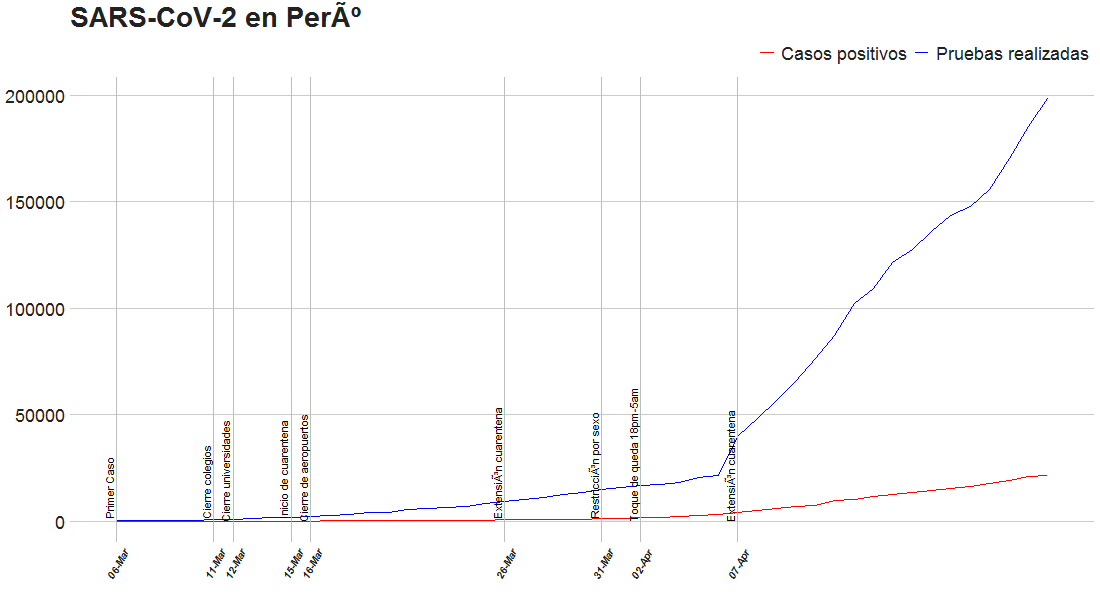 SARS-CoV-2 en PerÃº
Casos positivos
Pruebas realizadas
200000
150000
100000
50000
0
Primer Caso
Cierre colegios
Cierre universidades
Inicio de cuarentena
Cierre de aeropuertos
ExtensiÃ³n cuarentena
RestricciÃ³n por sexo
Toque de queda 18pm-5am
ExtensiÃ³n cuarentena
06-Mar
11-Mar
12-Mar
15-Mar
16-Mar
26-Mar
31-Mar
02-Apr
07-Apr